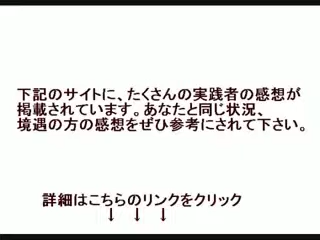 下記のサイトに、たくさんの実践者の感想が
掲載されています。あなたと同じ状況、
境遇の方の感想をぜひ参考にされて下さい。
詳細はこちらのリンクをクリック
↓ ↓ ↓